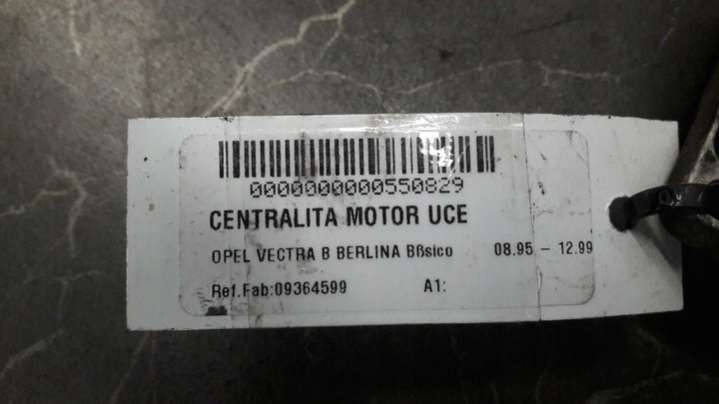 0000000000550829
CENTRALITA MOTOR UCE
OPEL VECTRA B BERLINA Bßsico 08.95 – 12.99
Ref.Fab:09364599 A1: